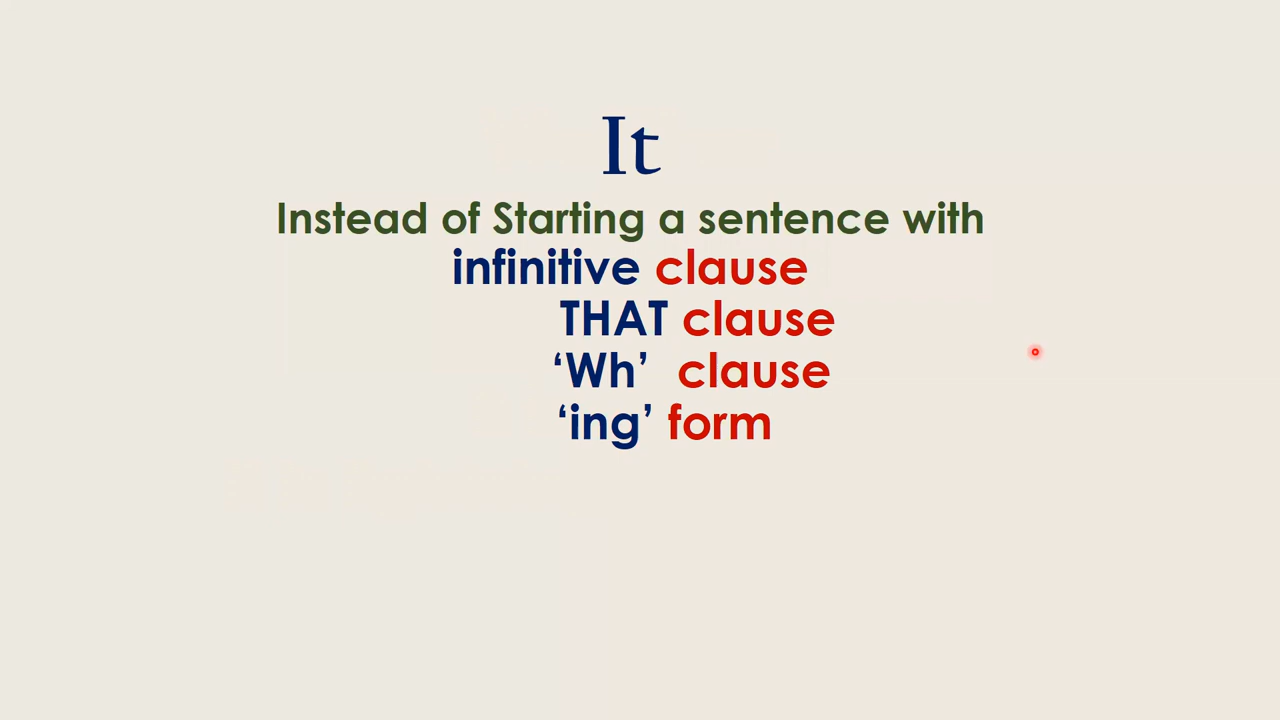 It
Instead of Starting a sentence with
infinitive clause
THAT clause
‘Wh’ clause
‘ing’ form